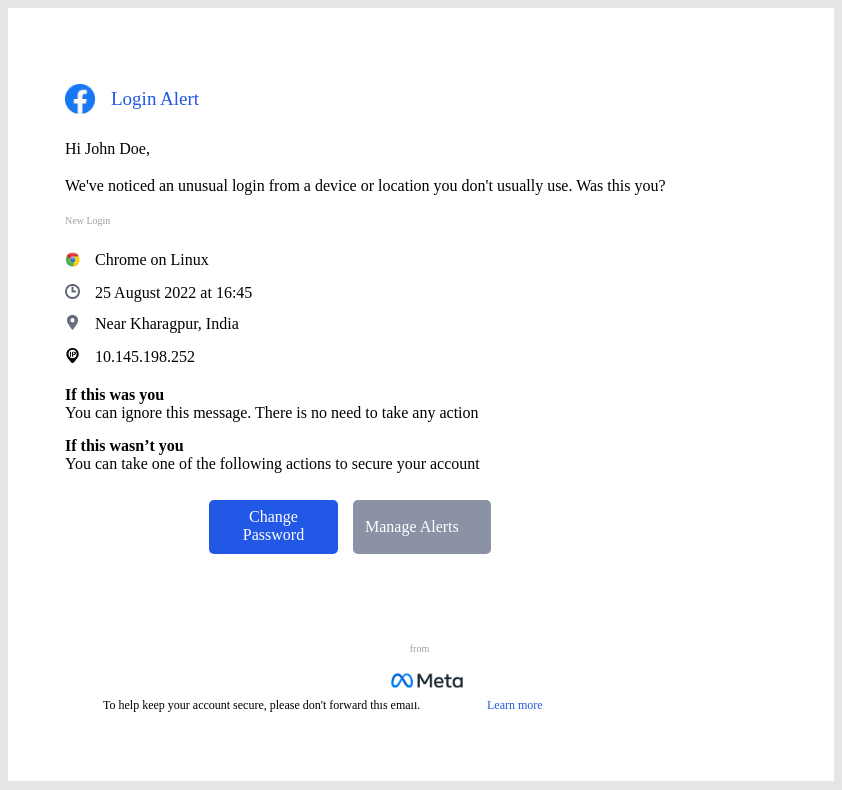 Login Alert
Hi John Doe,
We've noticed an unusual login from a device or location you don't usually use. Was this you?
New Login
Chrome on Linux
25 August 2022 at 16:45
Near Kharagpur, India
IP
10.145.198.252
If this was you
You can ignore this message. There is no need to take any action
If this wasn’t you
You can take one of the following actions to secure your account
Change
Password
Manage Alerts
from
Meta
To help keep your account secure, please don't forward this email.
Learn more